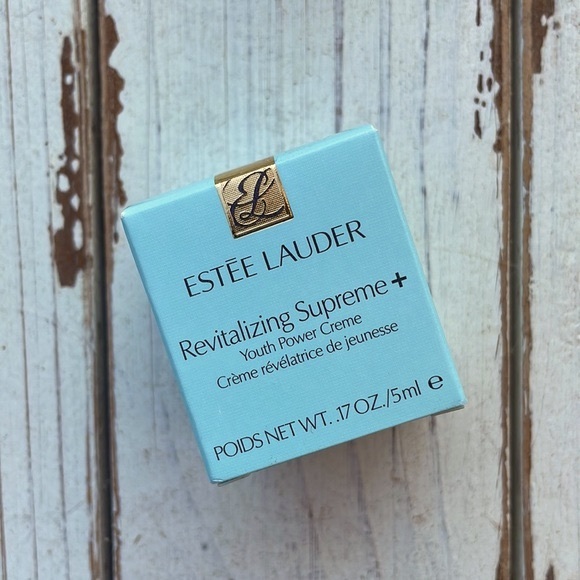 EL
ESTĒE LAUDER
Revitalizing Supreme+
Youth Power Creme
Crème révélatrice de jeunesse
POIDS NET WT. .17 OZ./5ml e